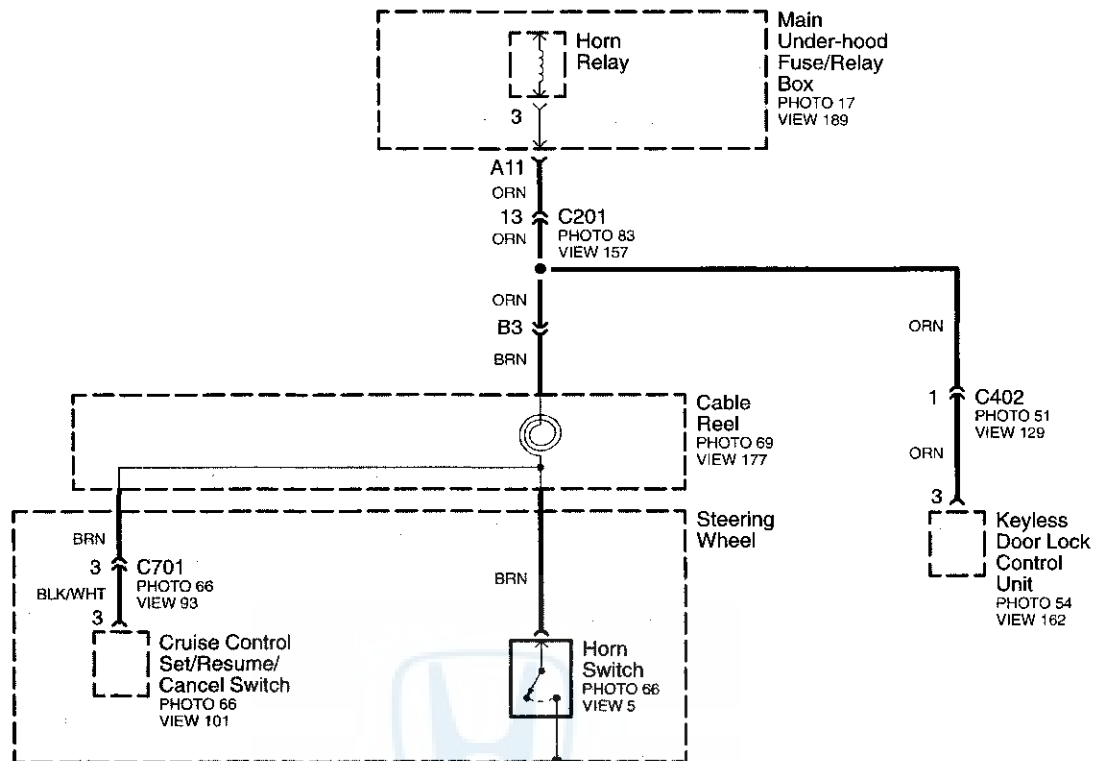 Main
Under-hood
Fuse/Relay
Box
PHOTO 17
VIEW 189
Horn
Relay
3
A11
ORN
13
C201
PHOTO 83
VIEW 157
ORN
ORN
B3
BRN
ORN
1
C402
PHOTO 51
VIEW 129
ORN
3
Keyless
Door Lock
Control
Unit
PHOTO 54
VIEW 162
Cable
Reel
PHOTO 69
VIEW 177
Steering
Wheel
BRN
3
C701
PHOTO 66
VIEW 93
BLK/WHT
3
Cruise Control
Set/Resume/
Cancel Switch
PHOTO 66
VIEW 101
BRN
Horn
Switch
PHOTO 66
VIEW 5